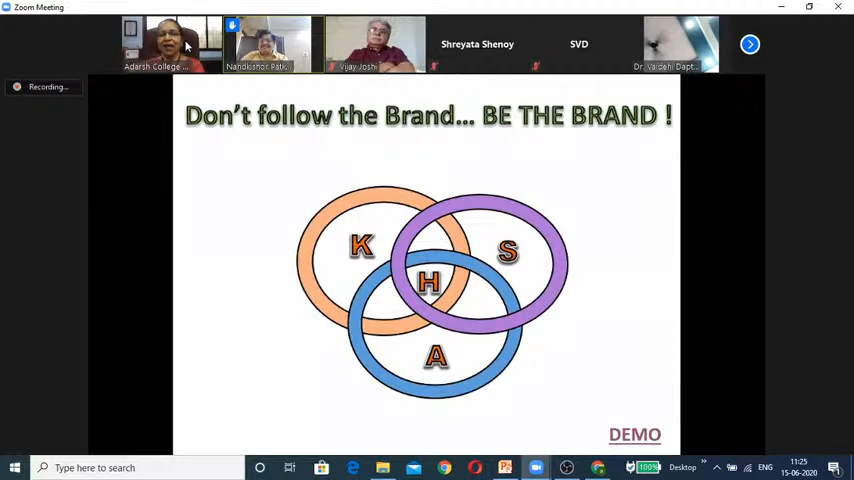 Zoom Meeting
Adarsh College ...
Nandkishor Patk...
Vijay Joshi
Shreyata Shenoy
SVD
Dr. Vaidehi Dapt...
Recording...
Don't follow the Brand... BE THE BRAND !
K
S
H
A
DEMO
Type here to search
100%
Desktop
ENG
11:25
15-06-2020